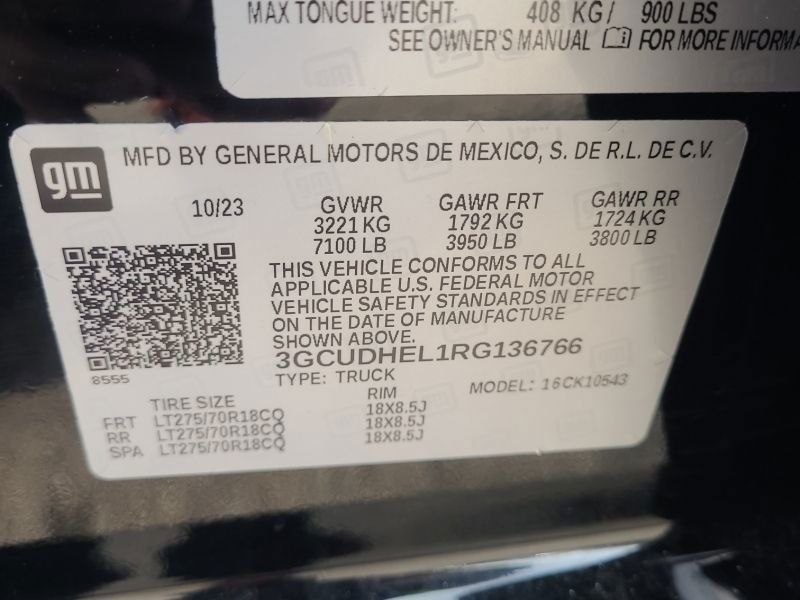 MAX TONGUE WEIGHT: 408 KG/ 900 LBS
SEE OWNER'S MANUAL FOR MORE INFORMA
gm
MFD BY GENERAL MOTORS DE MEXICO, S. DE R.L. DE C.V.
10/23 GVWR GAWR FRT GAWR RR
3221 KG 1792 KG 1724 KG
7100 LB 3950 LB 3800 LB
THIS VEHICLE CONFORMS TO ALL
APPLICABLE U.S. FEDERAL MOTOR
VEHICLE SAFETY STANDARDS IN EFFECT
ON THE DATE OF MANUFACTURE
SHOWN ABOVE.
3GCUDHEL1RG136766
8555
TYPE: TRUCK MODEL: 16CK10543
TIRE SIZE RIM
FRT LT275/70R18CQ 18X8.5J
RR LT275/70R18CQ 18X8.5J
SPA LT275/70R18CQ 18X8.5J